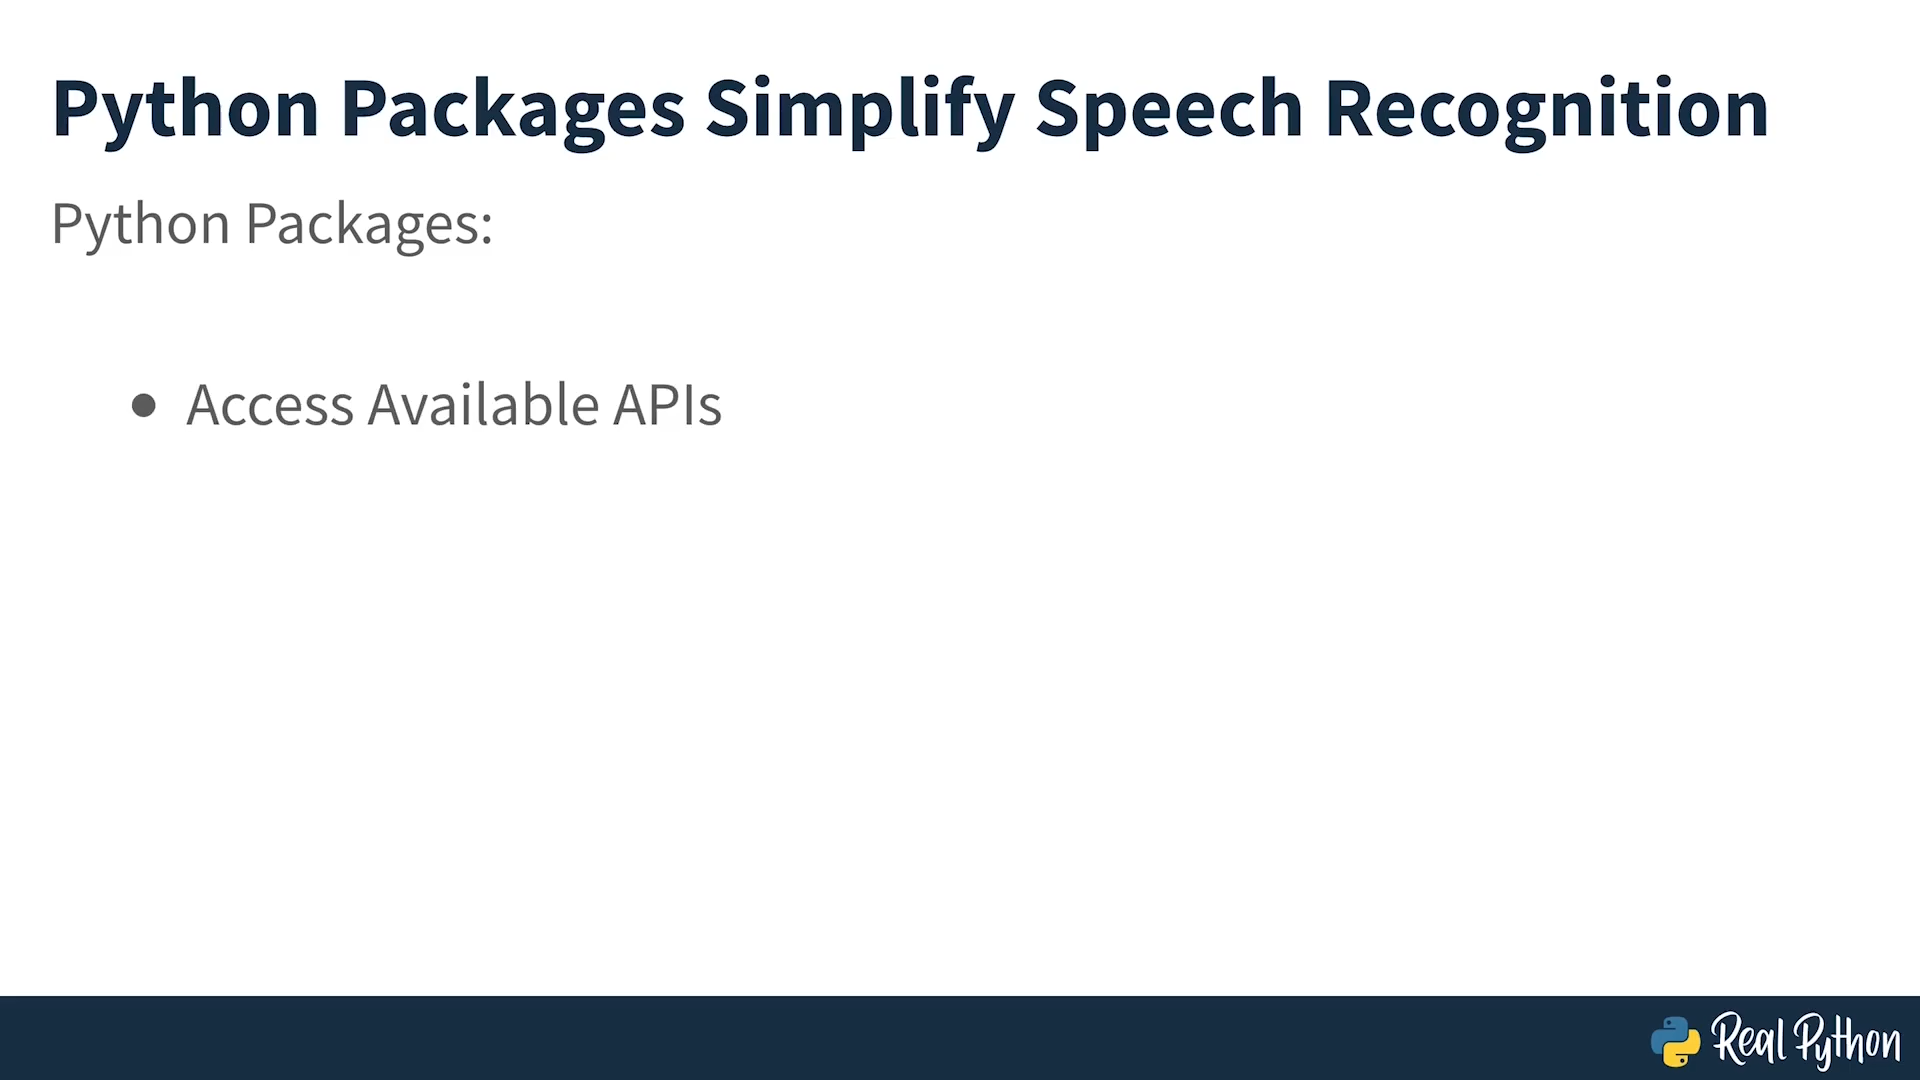 Python Packages Simplify Speech Recognition
Python Packages:
● Access Available APIs
Real Python